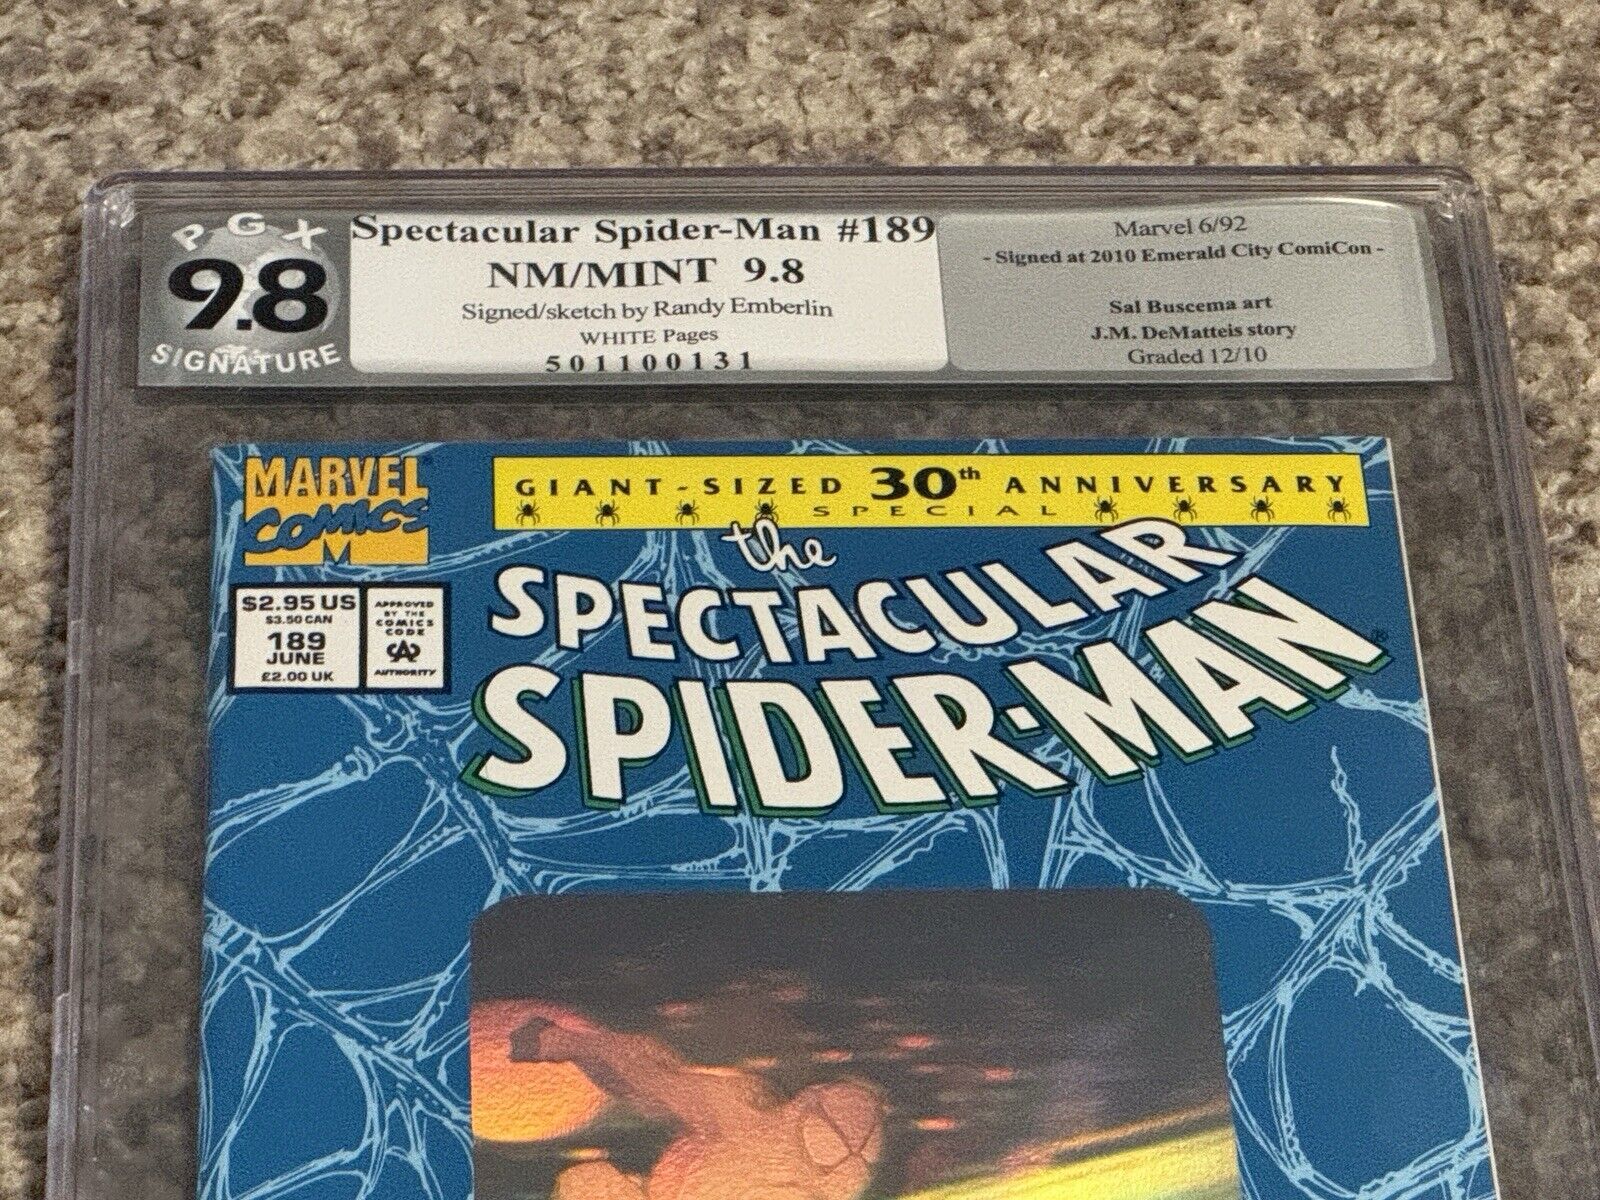 PGX
9.8
SIGNATURE
Spectacular Spider-Man #189
NM/MINT 9.8
Signed/sketch by Randy Emberlin
WHITE Pages
501100131
Marvel 6/92
- Signed at 2010 Emerald City ComiCon -
Sal Buscema art
J.M. DeMatteis story
Graded 12/10
MARVEL
COMICS
M
GIANT-SIZED 30th ANNIVERSARY
SPECIAL
$2.95 US
$3.50 CAN
189
JUNE
£2.00 UK
APPROVED
BY THE
COMICS
CODE
CA
AUTHORITY
the
SPECTACULAR
SPIDER-MAN
®